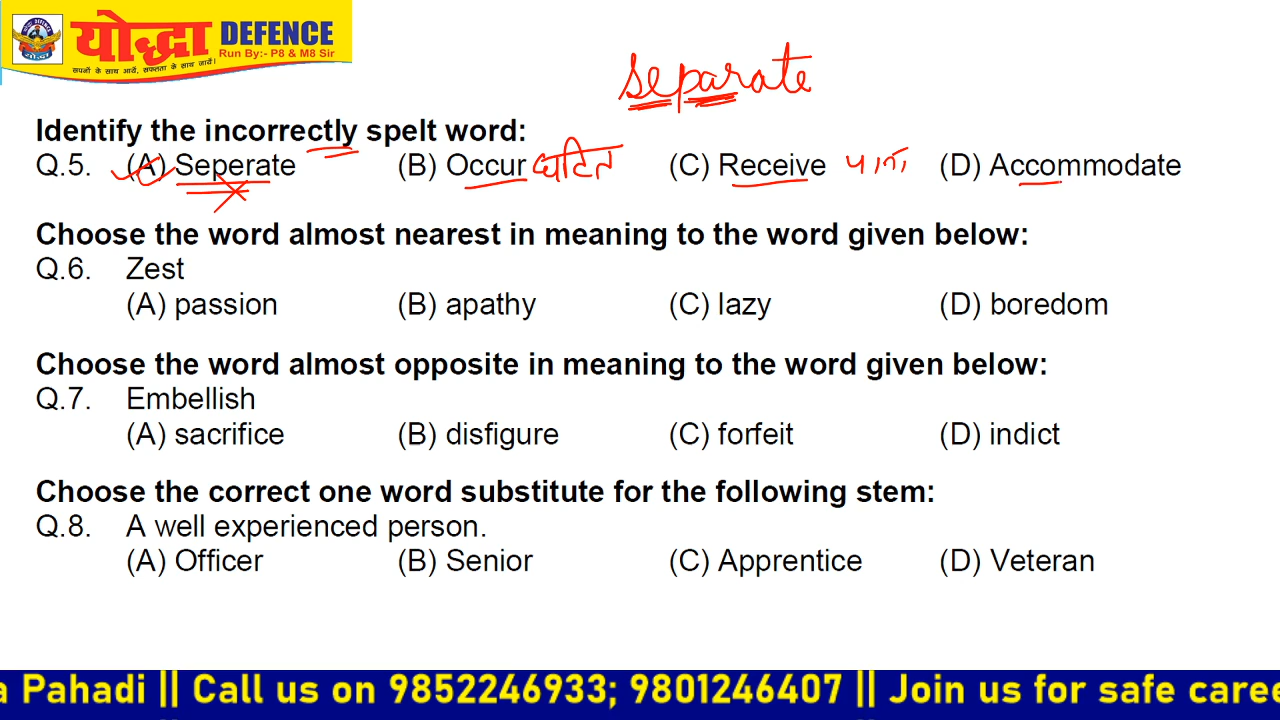 योद्धा DEFENCE
Run By:- P8 & M8 Sir
सपनों के साथ आयें, सफलता के साथ जायें।
separate
Identify the incorrectly spelt word:
Q.5. (A) Seperate (B) Occur घटित (C) Receive पाना (D) Accommodate
Choose the word almost nearest in meaning to the word given below:
Q.6. Zest
(A) passion (B) apathy (C) lazy (D) boredom
Choose the word almost opposite in meaning to the word given below:
Q.7. Embellish
(A) sacrifice (B) disfigure (C) forfeit (D) indict
Choose the correct one word substitute for the following stem:
Q.8. A well experienced person.
(A) Officer (B) Senior (C) Apprentice (D) Veteran
a Pahadi || Call us on 9852246933; 9801246407 || Join us for safe caree